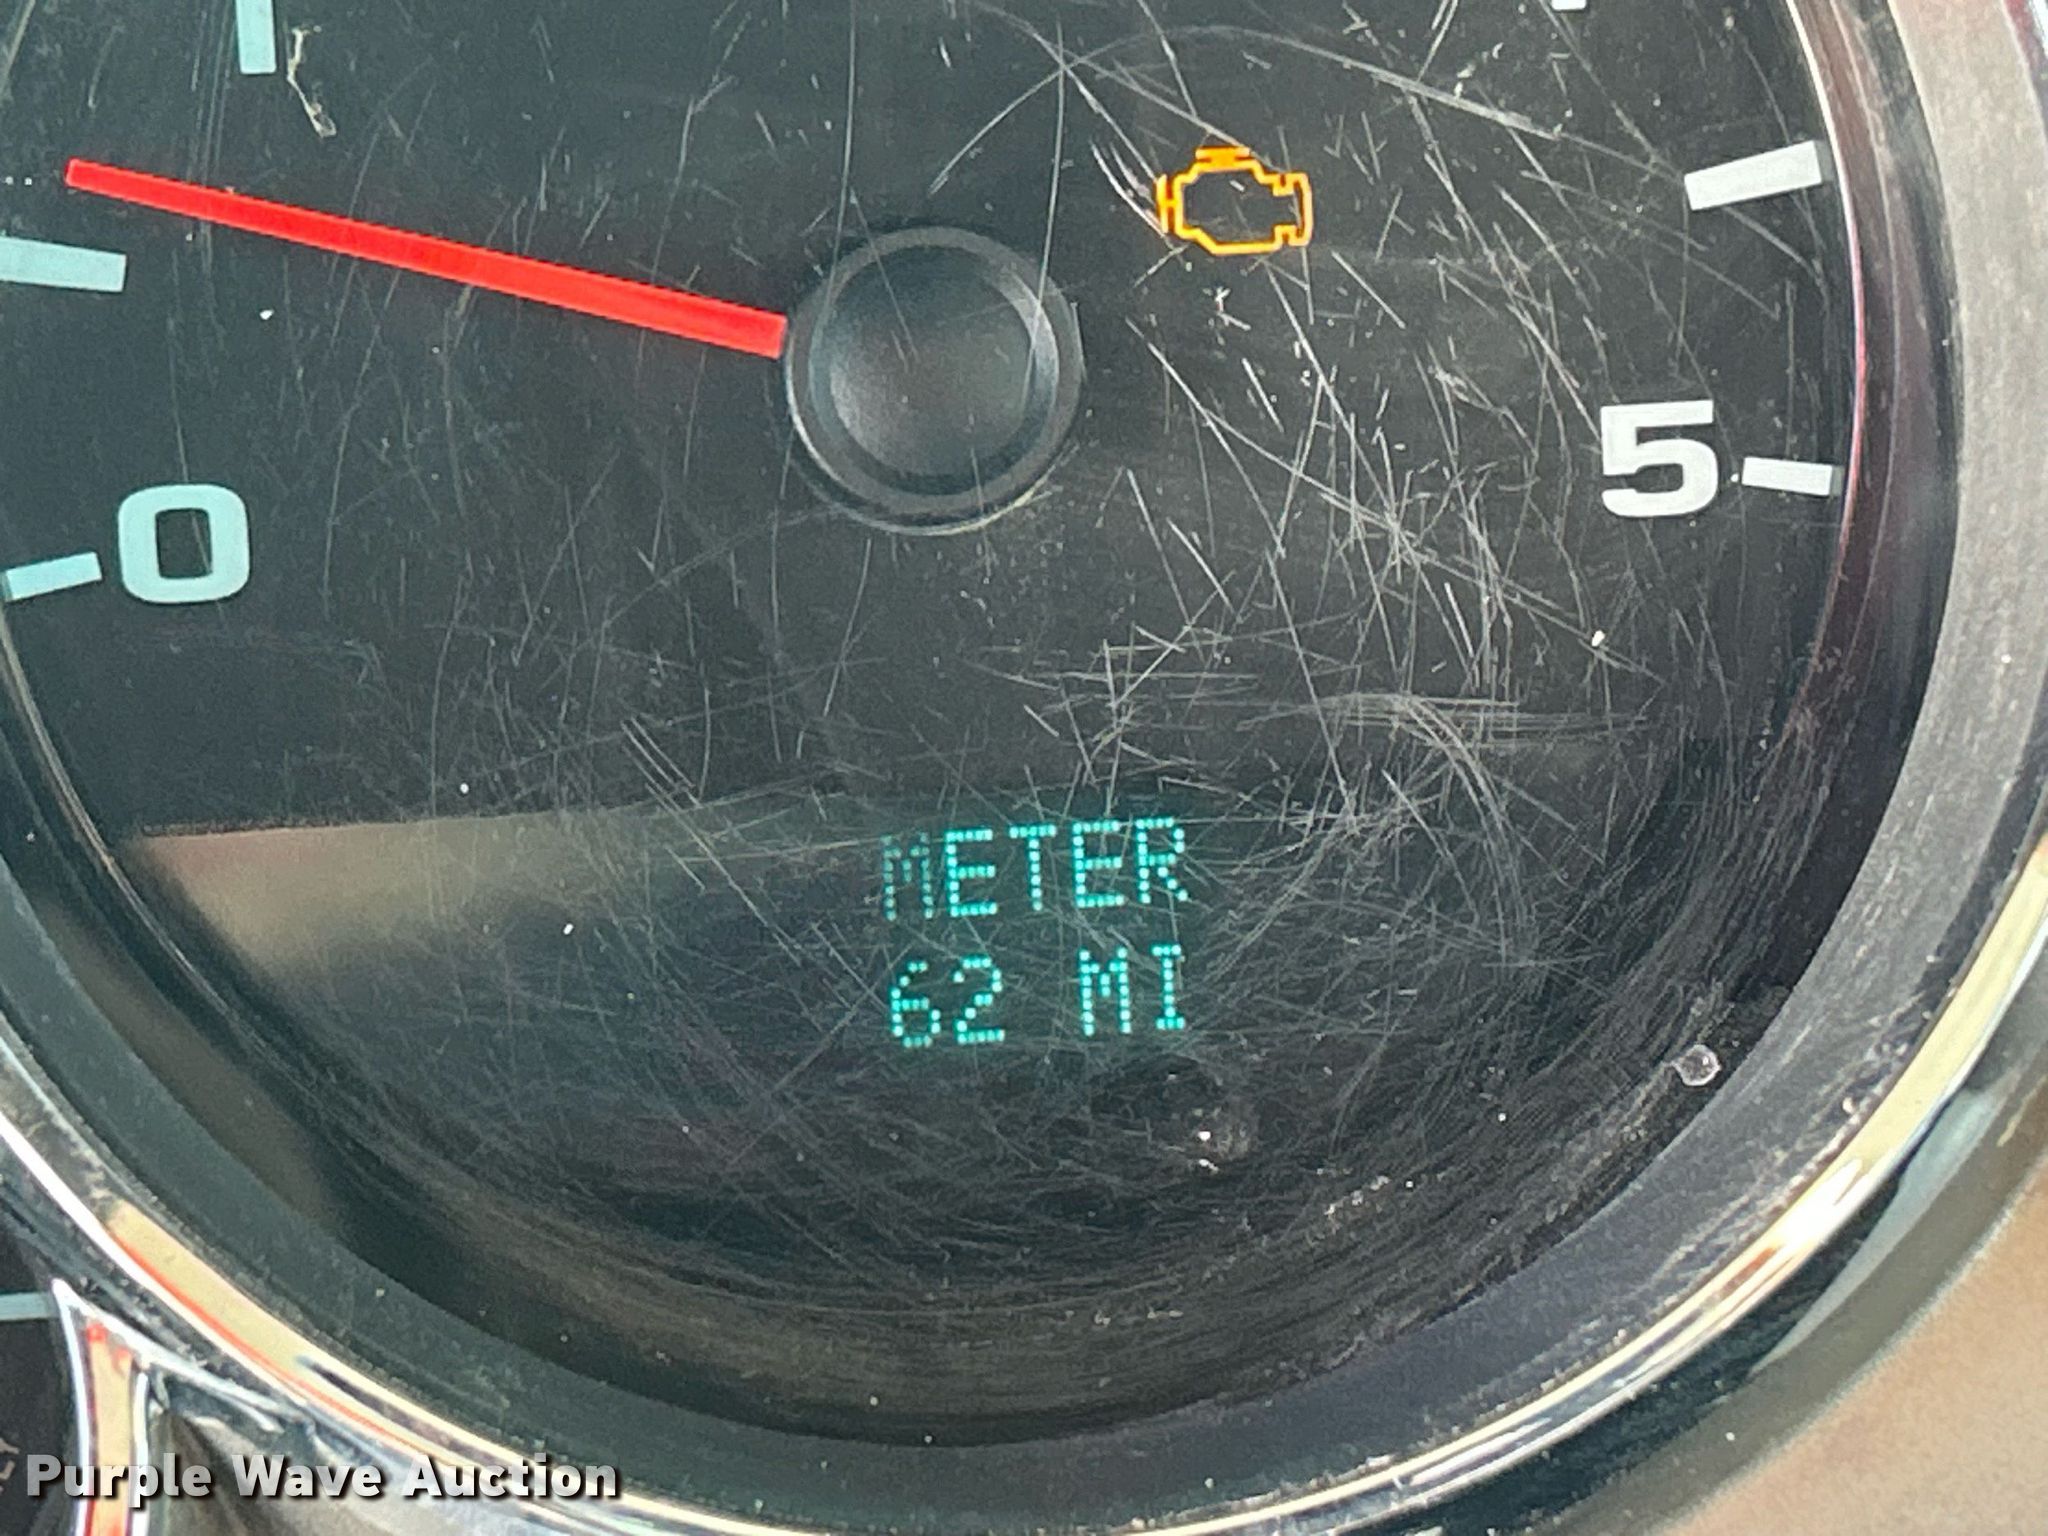 0
5
METER
62 MI
Purple Wave Auction